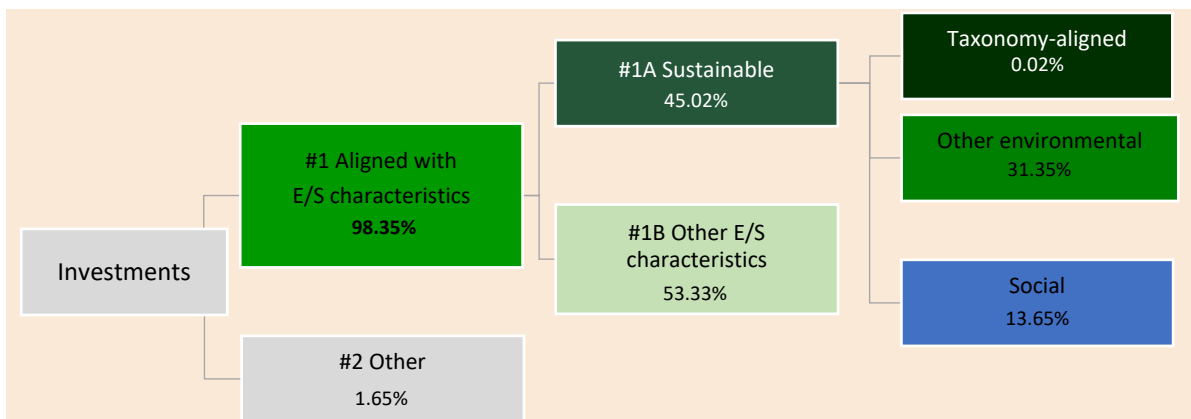 Investments
#1 Aligned with
E/S characteristics
98.35%
#2 Other
1.65%
#1A Sustainable
45.02%
#1B Other E/S
characteristics
53.33%
Taxonomy-aligned
0.02%
Other environmental
31.35%
Social
13.65%